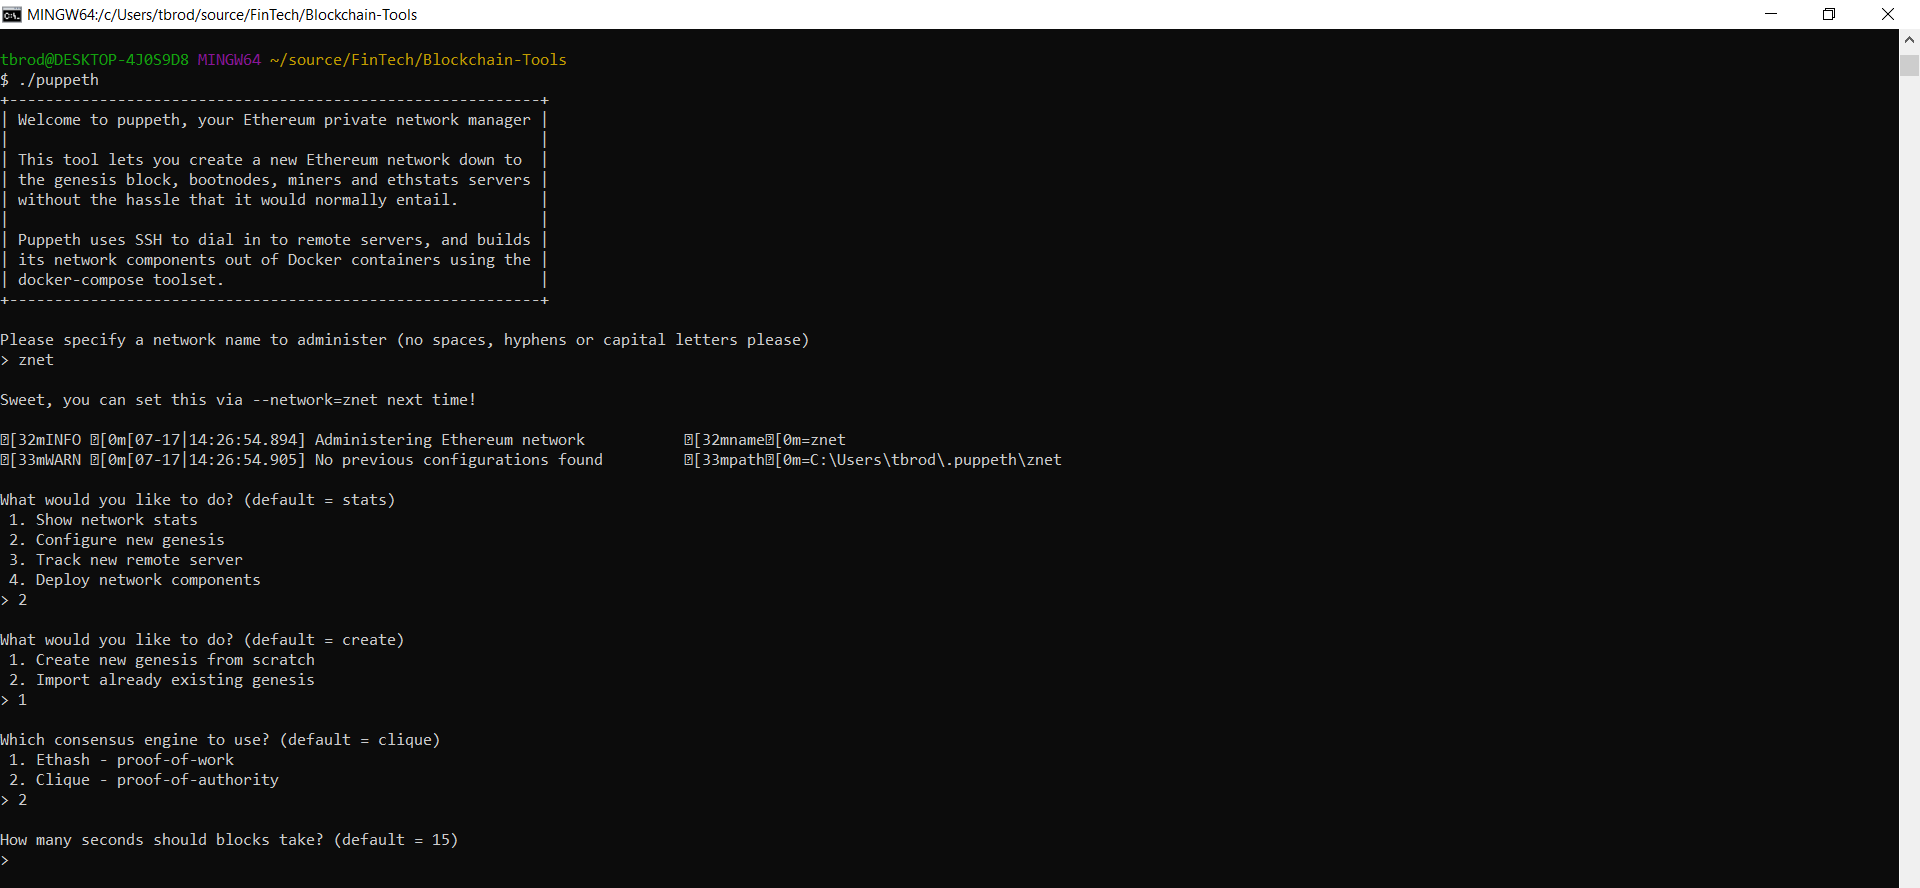 MINGW64:/c/Users/tbrod/source/FinTech/Blockchain-Tools
tbrod@DESKTOP-4J0S9D8 MINGW64 ~/source/FinTech/Blockchain-Tools
$ ./puppeth
+-----------------------------------------------------------+
| Welcome to puppeth, your Ethereum private network manager |
|                                                           |
| This tool lets you create a new Ethereum network down to  |
| the genesis block, bootnodes, miners and ethstats servers |
| without the hassle that it would normally entail.         |
|                                                           |
| Puppeth uses SSH to dial in to remote servers, and builds |
| its network components out of Docker containers using the |
| docker-compose toolset.                                   |
+-----------------------------------------------------------+
Please specify a network name to administer (no spaces, hyphens or capital letters please)
> znet
Sweet, you can set this via --network=znet next time!
[32mINFO [0m[07-17|14:26:54.894] Administering Ethereum network           [32mname[0m=znet
[33mWARN [0m[07-17|14:26:54.905] No previous configurations found         [33mpath[0m=C:\Users\tbrod\.puppeth\znet
What would you like to do? (default = stats)
 1. Show network stats
 2. Configure new genesis
 3. Track new remote server
 4. Deploy network components
> 2
What would you like to do? (default = create)
 1. Create new genesis from scratch
 2. Import already existing genesis
> 1
Which consensus engine to use? (default = clique)
 1. Ethash - proof-of-work
 2. Clique - proof-of-authority
> 2
How many seconds should blocks take? (default = 15)
>